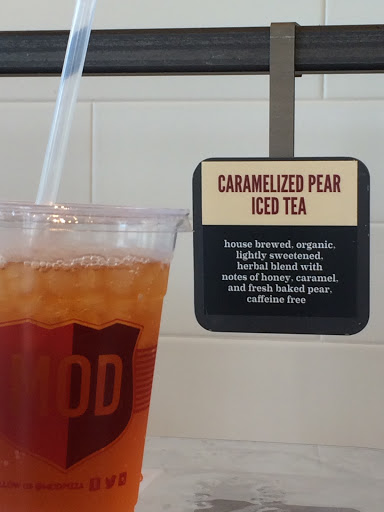 CARAMELIZED PEAR
ICED TEA
house brewed, organic,
lightly sweetened,
herbal blend with
notes of honey, caramel,
and fresh baked pear.
caffeine free
MOD
@MODPIZZA